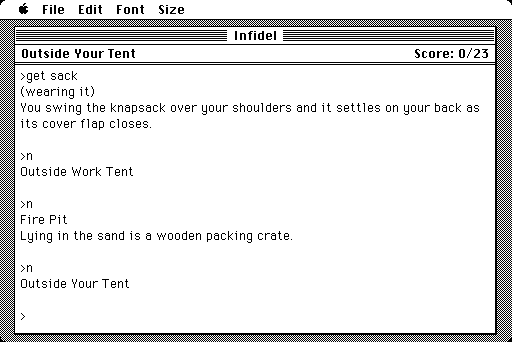 File Edit Font Size
Infidel
Outside Your Tent Score: 0/23
>get sack
(wearing it)
You swing the knapsack over your shoulders and it settles on your back as
its cover flap closes.
>n
Outside Work Tent
>n
Fire Pit
Lying in the sand is a wooden packing crate.
>n
Outside Your Tent
>